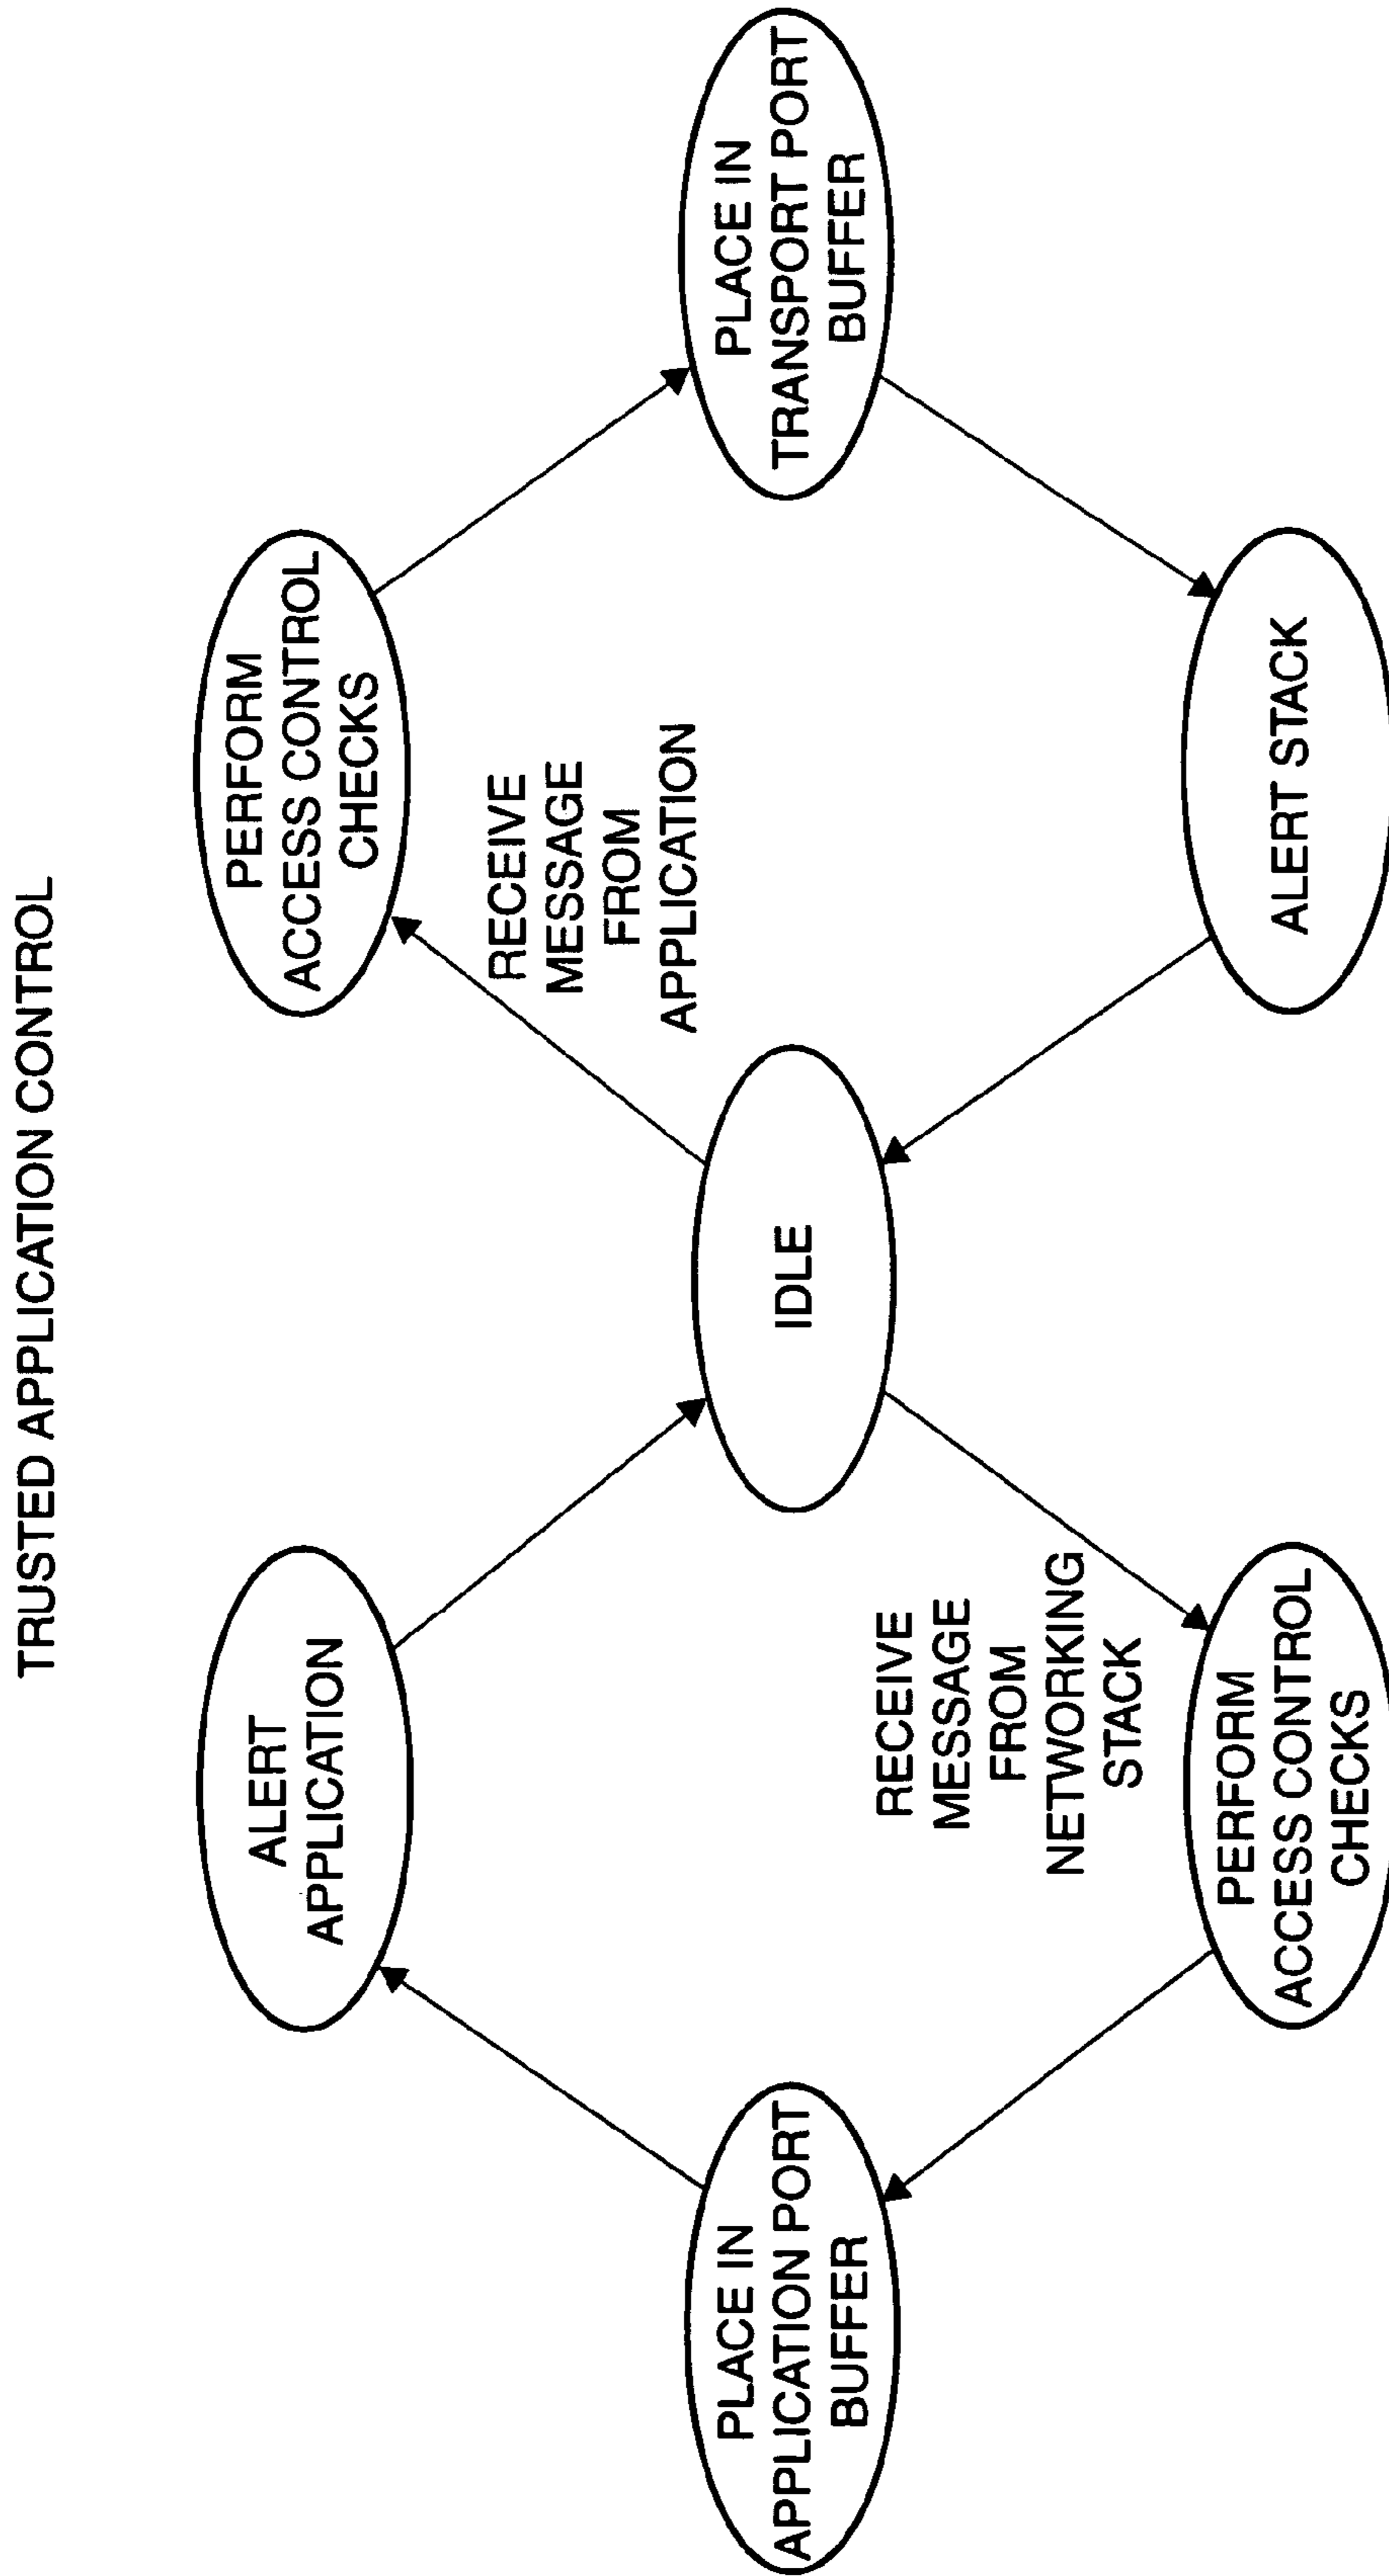 TRUSTED APPLICATION CONTROL
ALERT
APPLICATION
PERFORM
ACCESS CONTROL
CHECKS
RECEIVE
MESSAGE
FROM
APPLICATION
PLACE IN
APPLICATION PORT
BUFFER
IDLE
PLACE IN
TRANSPORT PORT
BUFFER
RECEIVE
MESSAGE
FROM
NETWORKING
STACK
PERFORM
ACCESS CONTROL
CHECKS
ALERT STACK